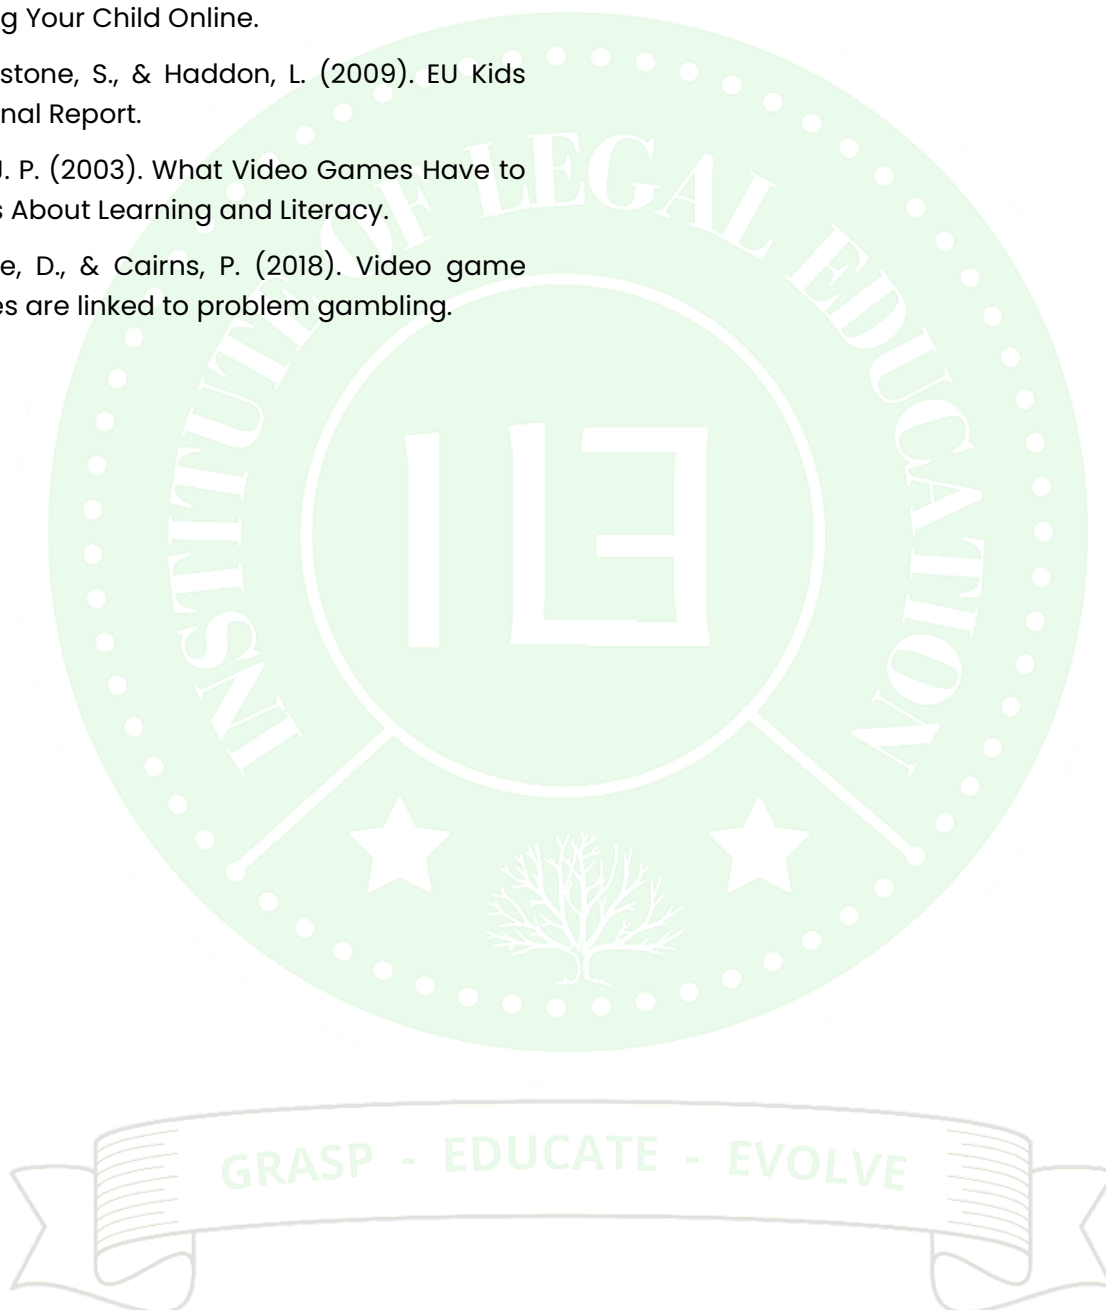 g Your Child Online.
stone, S., & Haddon, L. (2009). EU Kids
nal Report.
J. P. (2003). What Video Games Have to
s About Learning and Literacy.
e, D., & Cairns, P. (2018). Video game
es are linked to problem gambling.
INSTITUTE OF LEGAL EDUCATION
ILE
GRASP - EDUCATE - EVOLVE